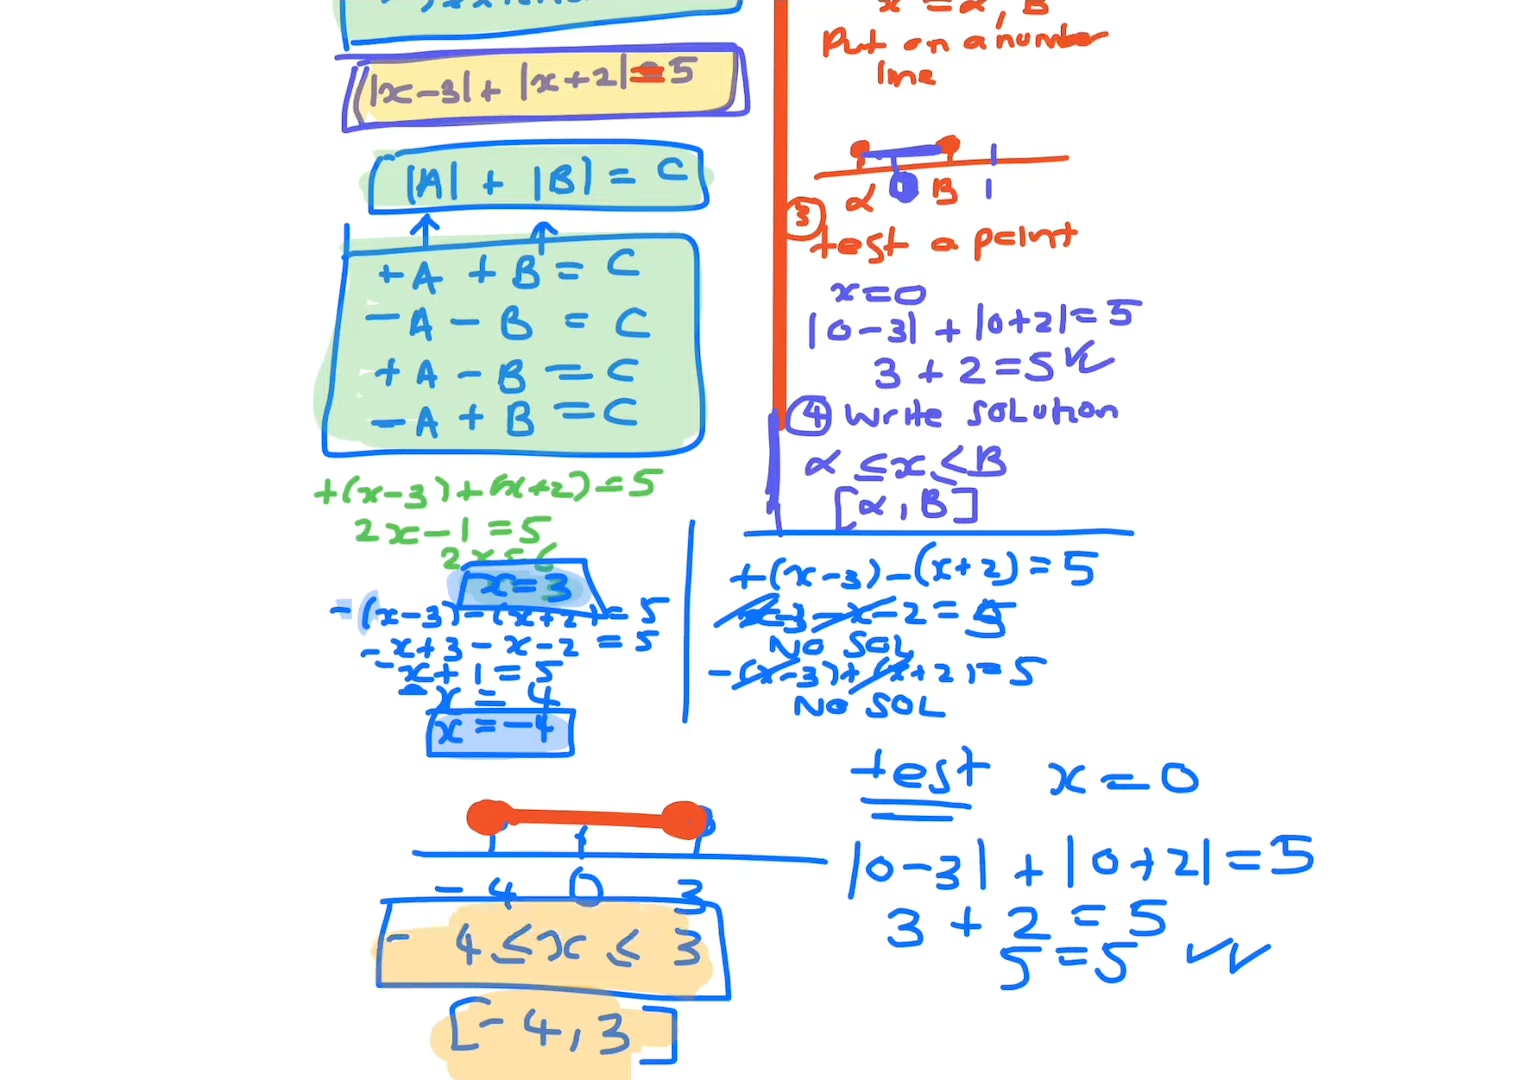 |x-3| + |x+2| = 5
|A| + |B| = C
+A + B = C
-A - B = C
+A - B = C
-A + B = C
+(x-3)+(x+2)=5
2x-1=5
2x=6
x=3
-(x-3)-(x+2)=5
-x+3-x-2=5
-x+1=5
-x=4
x=-4
x = α, B
Put on a number
line
α 0 B 1
③
test a point
x=0
|0-3| + |0+2|=5
3+2=5
④ Write solution
α ≤ x ≤ B
[α, B]
+(x-3)-(x+2)=5
x-3-x-2=5
NO SOL
-(x-3)+(x+2)=5
NO SOL
-4 0 3
-4 ≤ x ≤ 3
[-4, 3]
test x=0
|0-3| + |0+2| = 5
3 + 2 = 5
5=5